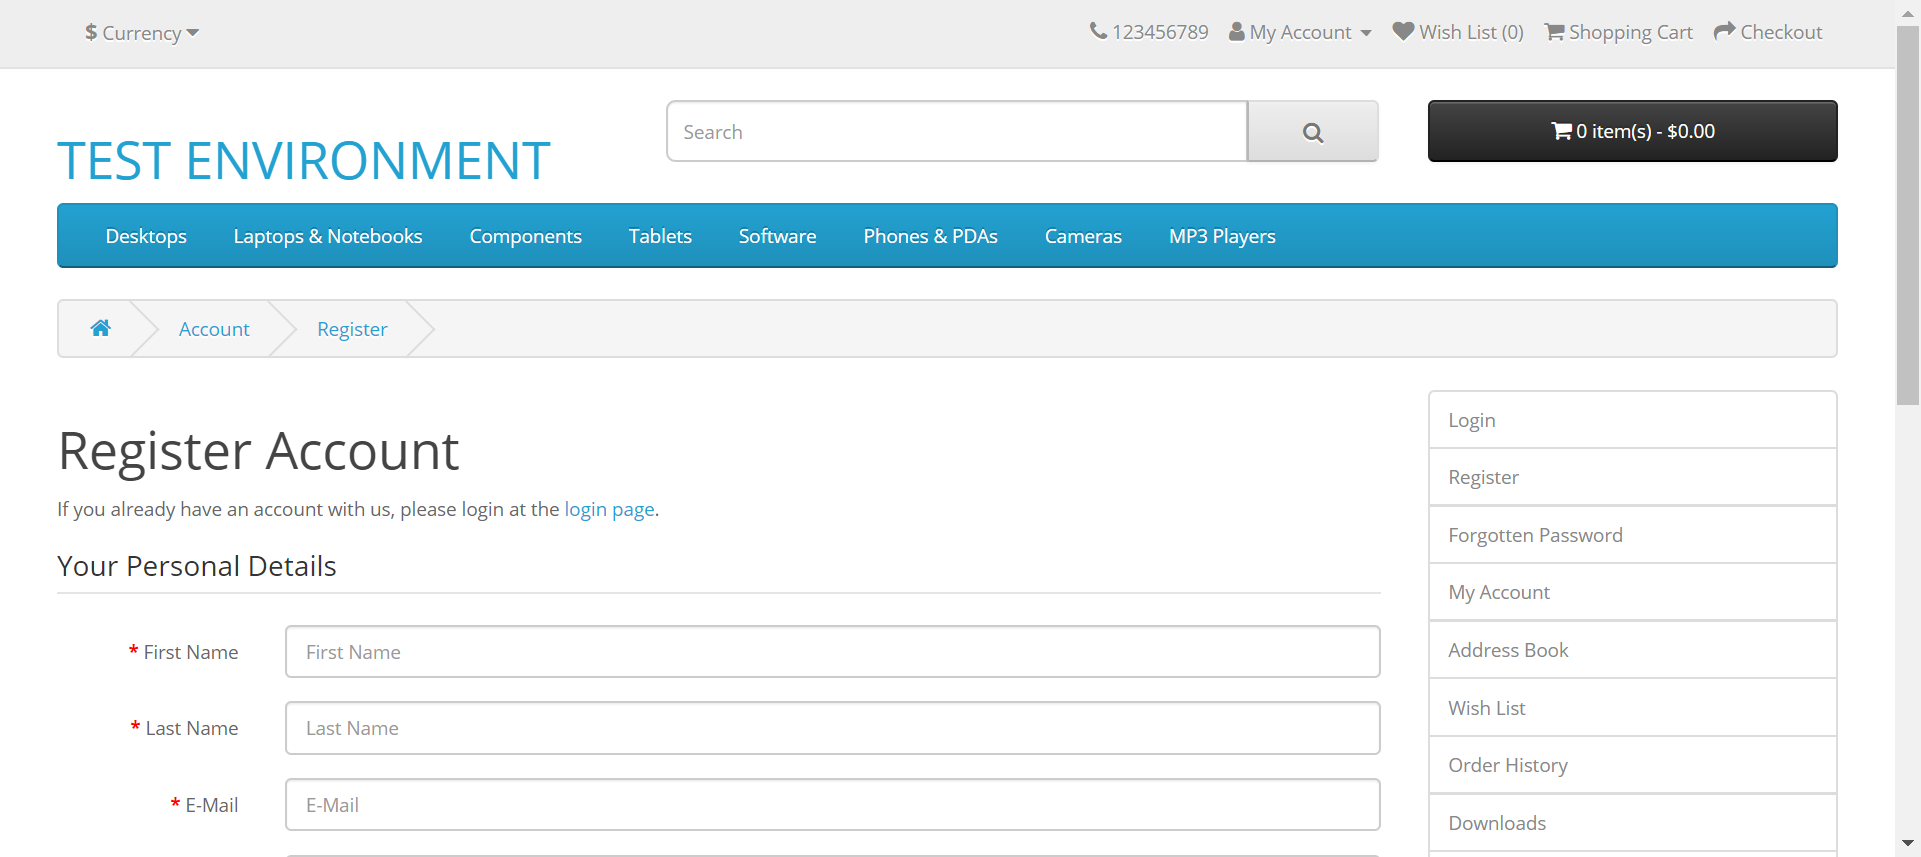 $ Currency
123456789 My Account Wish List (0) Shopping Cart Checkout
TEST ENVIRONMENT
Search
0 item(s) - $0.00
Desktops Laptops & Notebooks Components Tablets Software Phones & PDAs Cameras MP3 Players
Account Register
Register Account
If you already have an account with us, please login at the login page.
Your Personal Details
* First Name First Name
* Last Name Last Name
* E-Mail E-Mail
Login
Register
Forgotten Password
My Account
Address Book
Wish List
Order History
Downloads